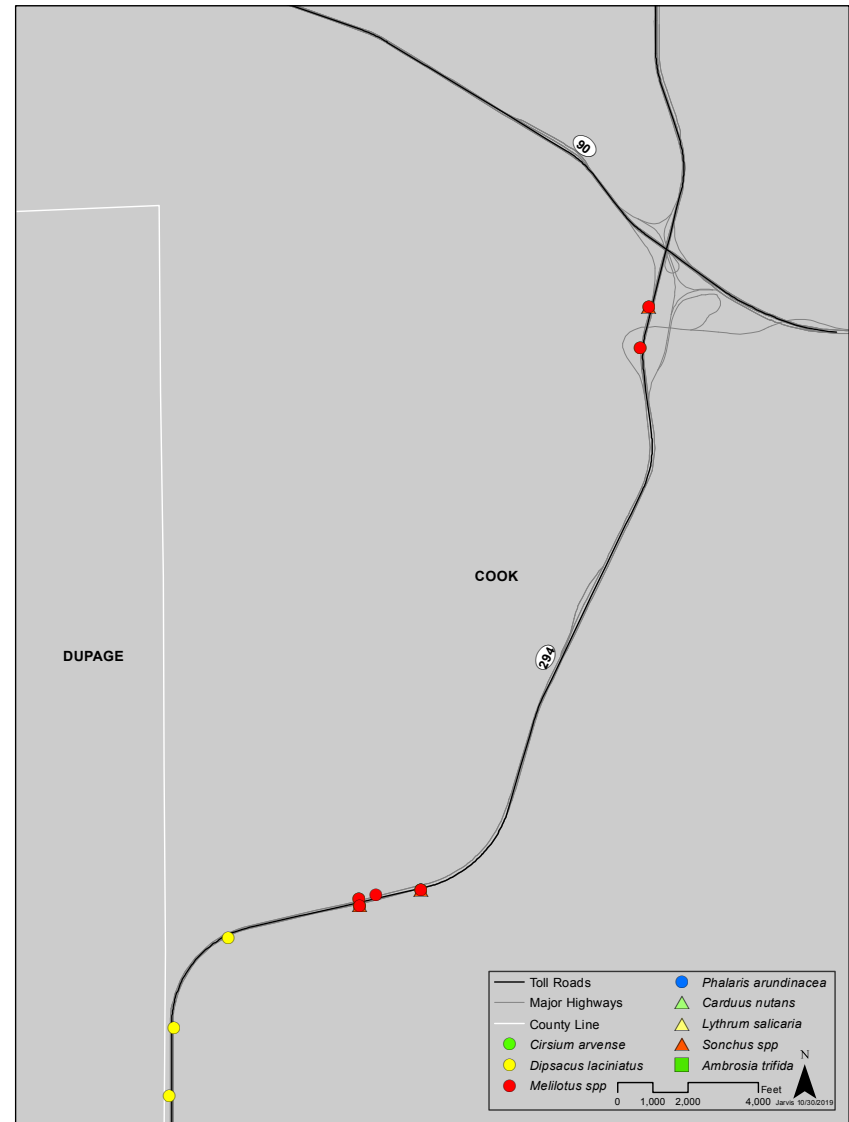 90
COOK
DUPAGE
294
Toll Roads
Major Highways
County Line
Cirsium arvense
Dipsacus laciniatus
Melilotus spp
Phalaris arundinacea
Carduus nutans
Lythrum salicaria
Sonchus spp
Ambrosia trifida
N
Feet
0 1,000 2,000 4,000
Jarvis 10/30/2019